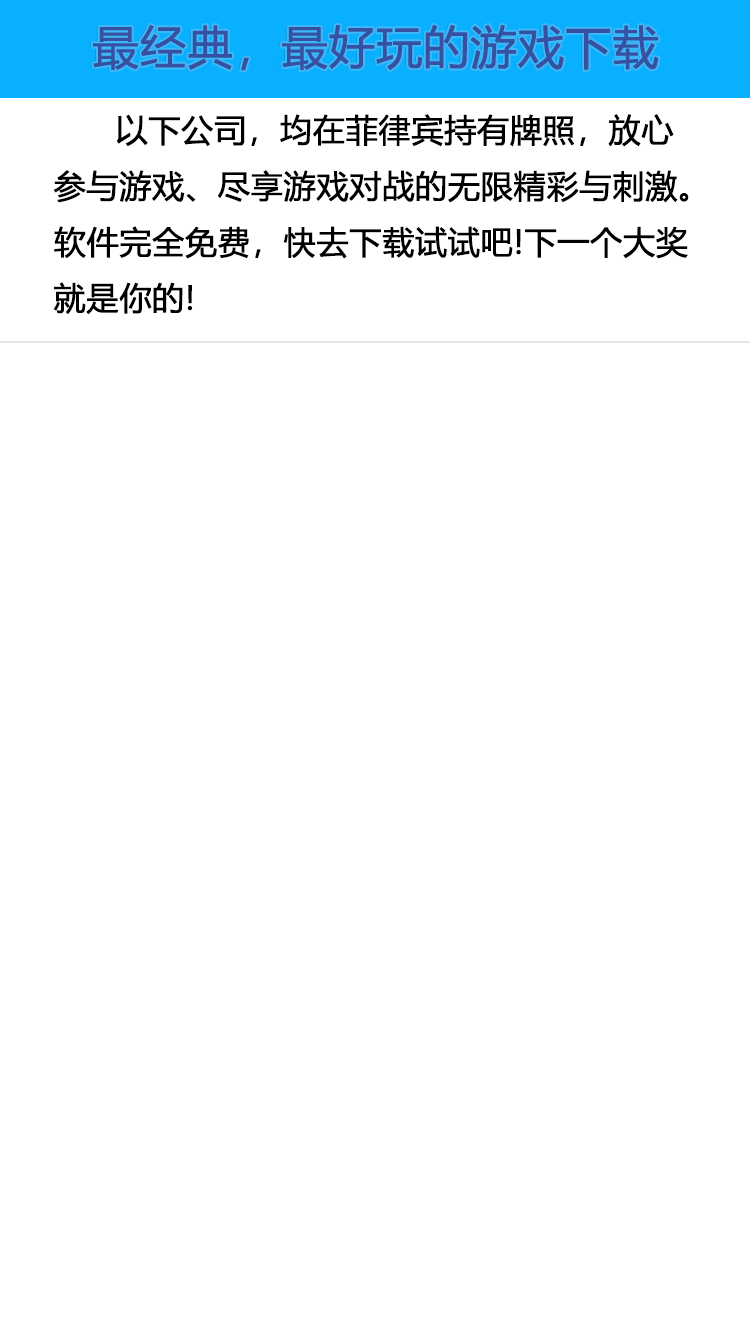 最经典，最好玩的游戏下载
以下公司，均在菲律宾持有牌照，放心
参与游戏、尽享游戏对战的无限精彩与刺激。
软件完全免费，快去下载试试吧!下一个大奖
就是你的!